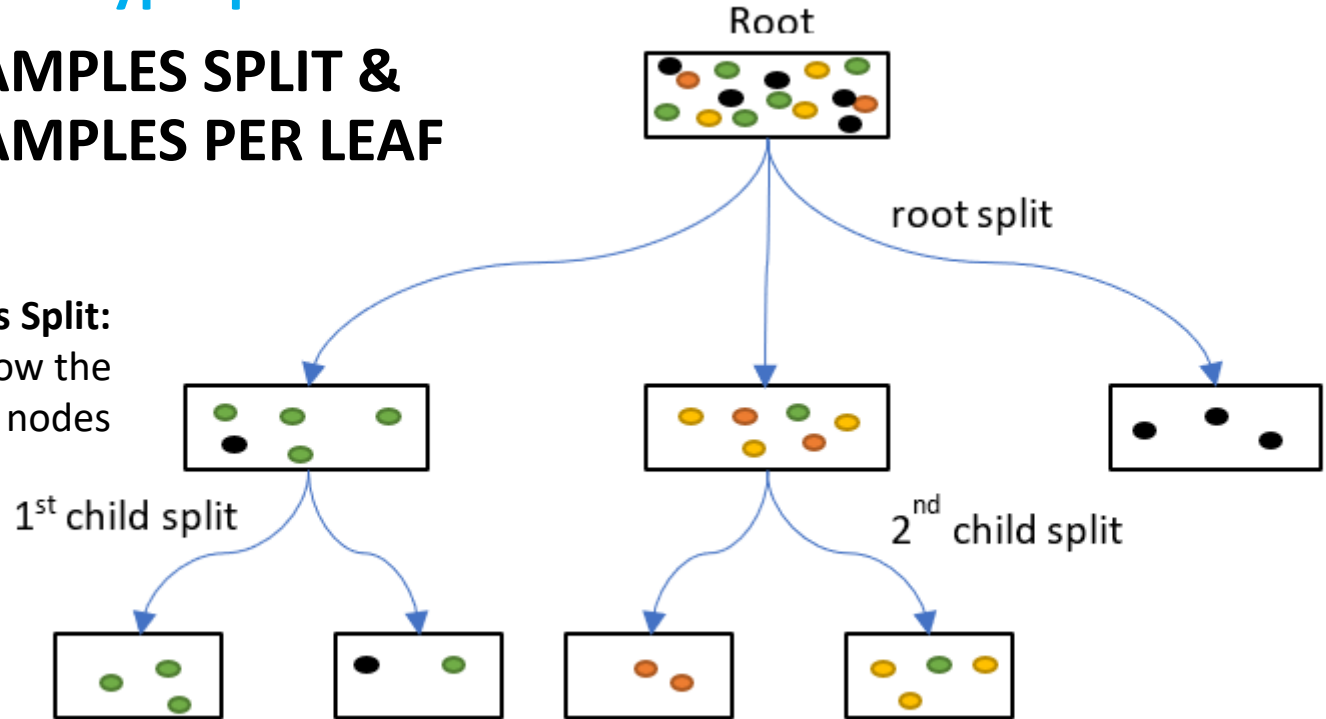 Root
AMPLES SPLIT &
AMPLES PER LEAF
root split
s Split:
ow the
nodes
1st child split
2nd child split